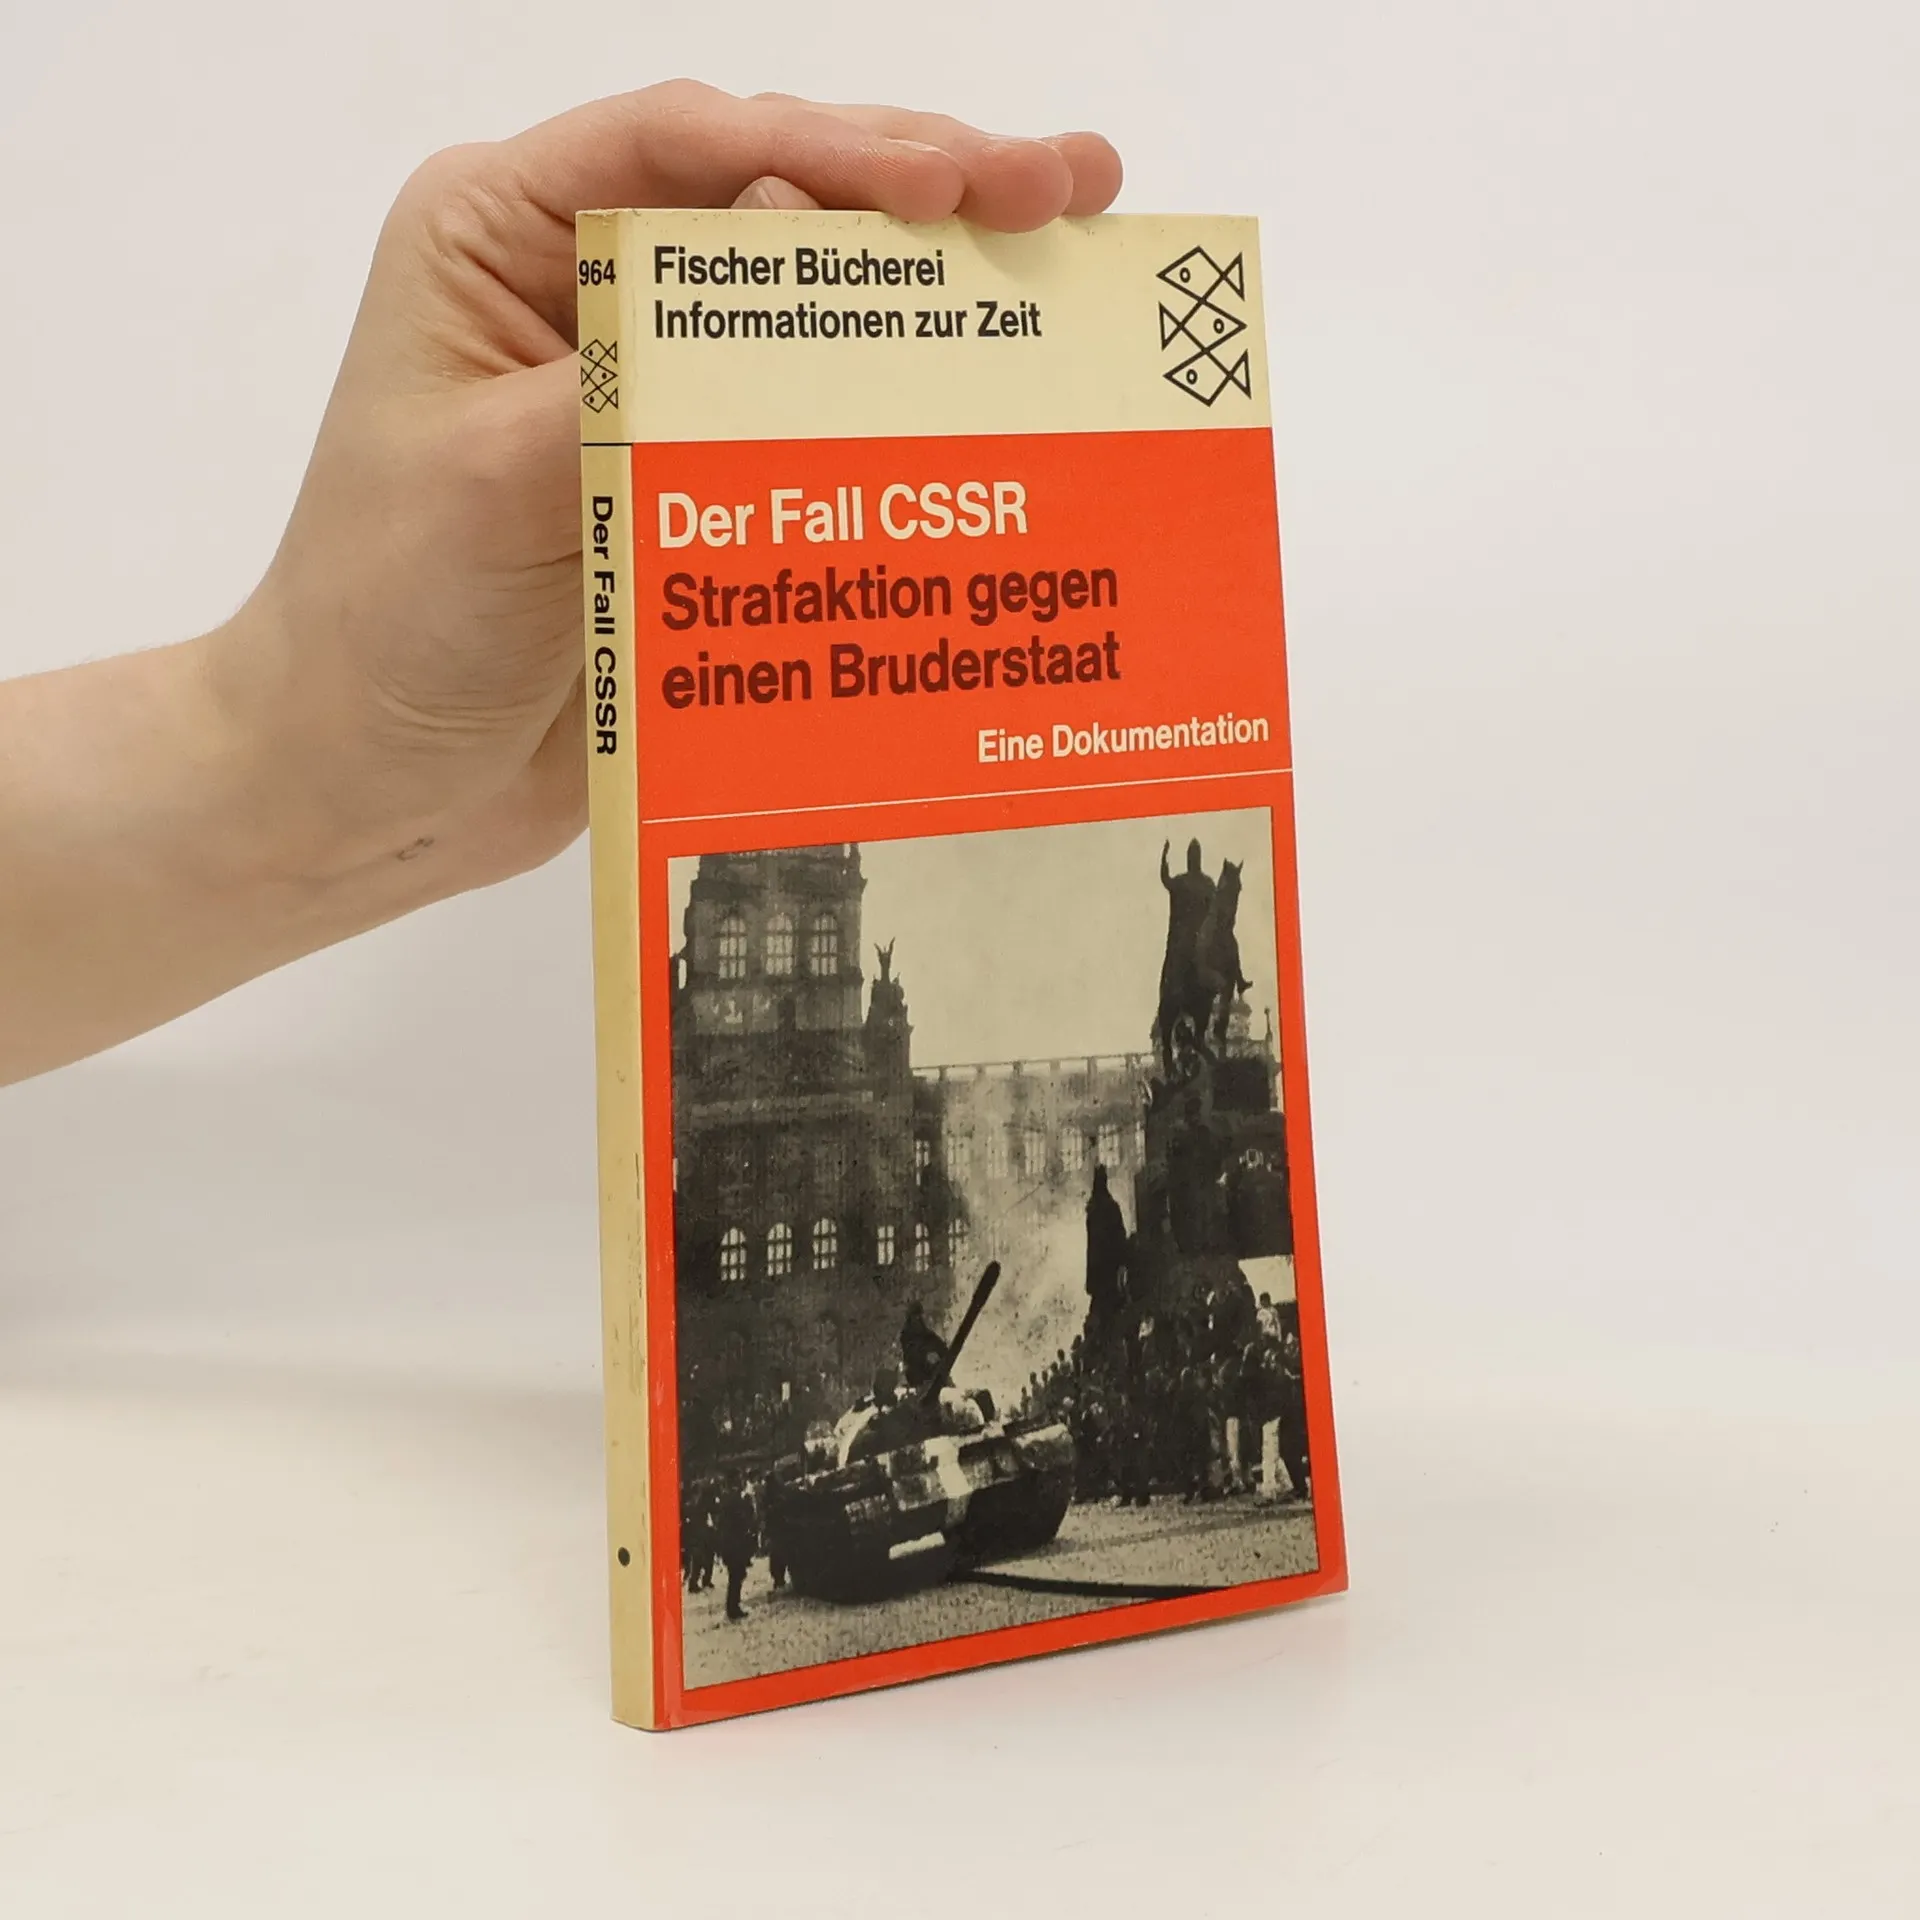 964
Der Fall CSSR
Fischer Bücherei
Informationen zur Zeit
Der Fall CSSR
Strafaktion gegen
einen Bruderstaat
Eine Dokumentation